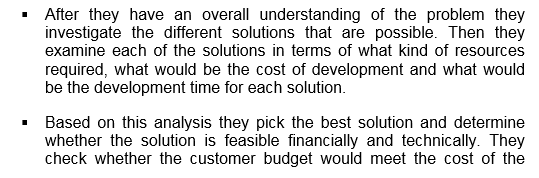 ▪ After they have an overall understanding of the problem they
investigate the different solutions that are possible. Then they
examine each of the solutions in terms of what kind of resources
required, what would be the cost of development and what would
be the development time for each solution.
▪ Based on this analysis they pick the best solution and determine
whether the solution is feasible financially and technically. They
check whether the customer budget would meet the cost of the